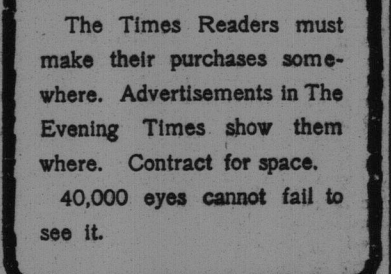 The Times Readers must
make their purchases some-
where. Advertisements in The
Evening Times show them
where. Contract for space.
40,000 eyes cannot fail to
see it.